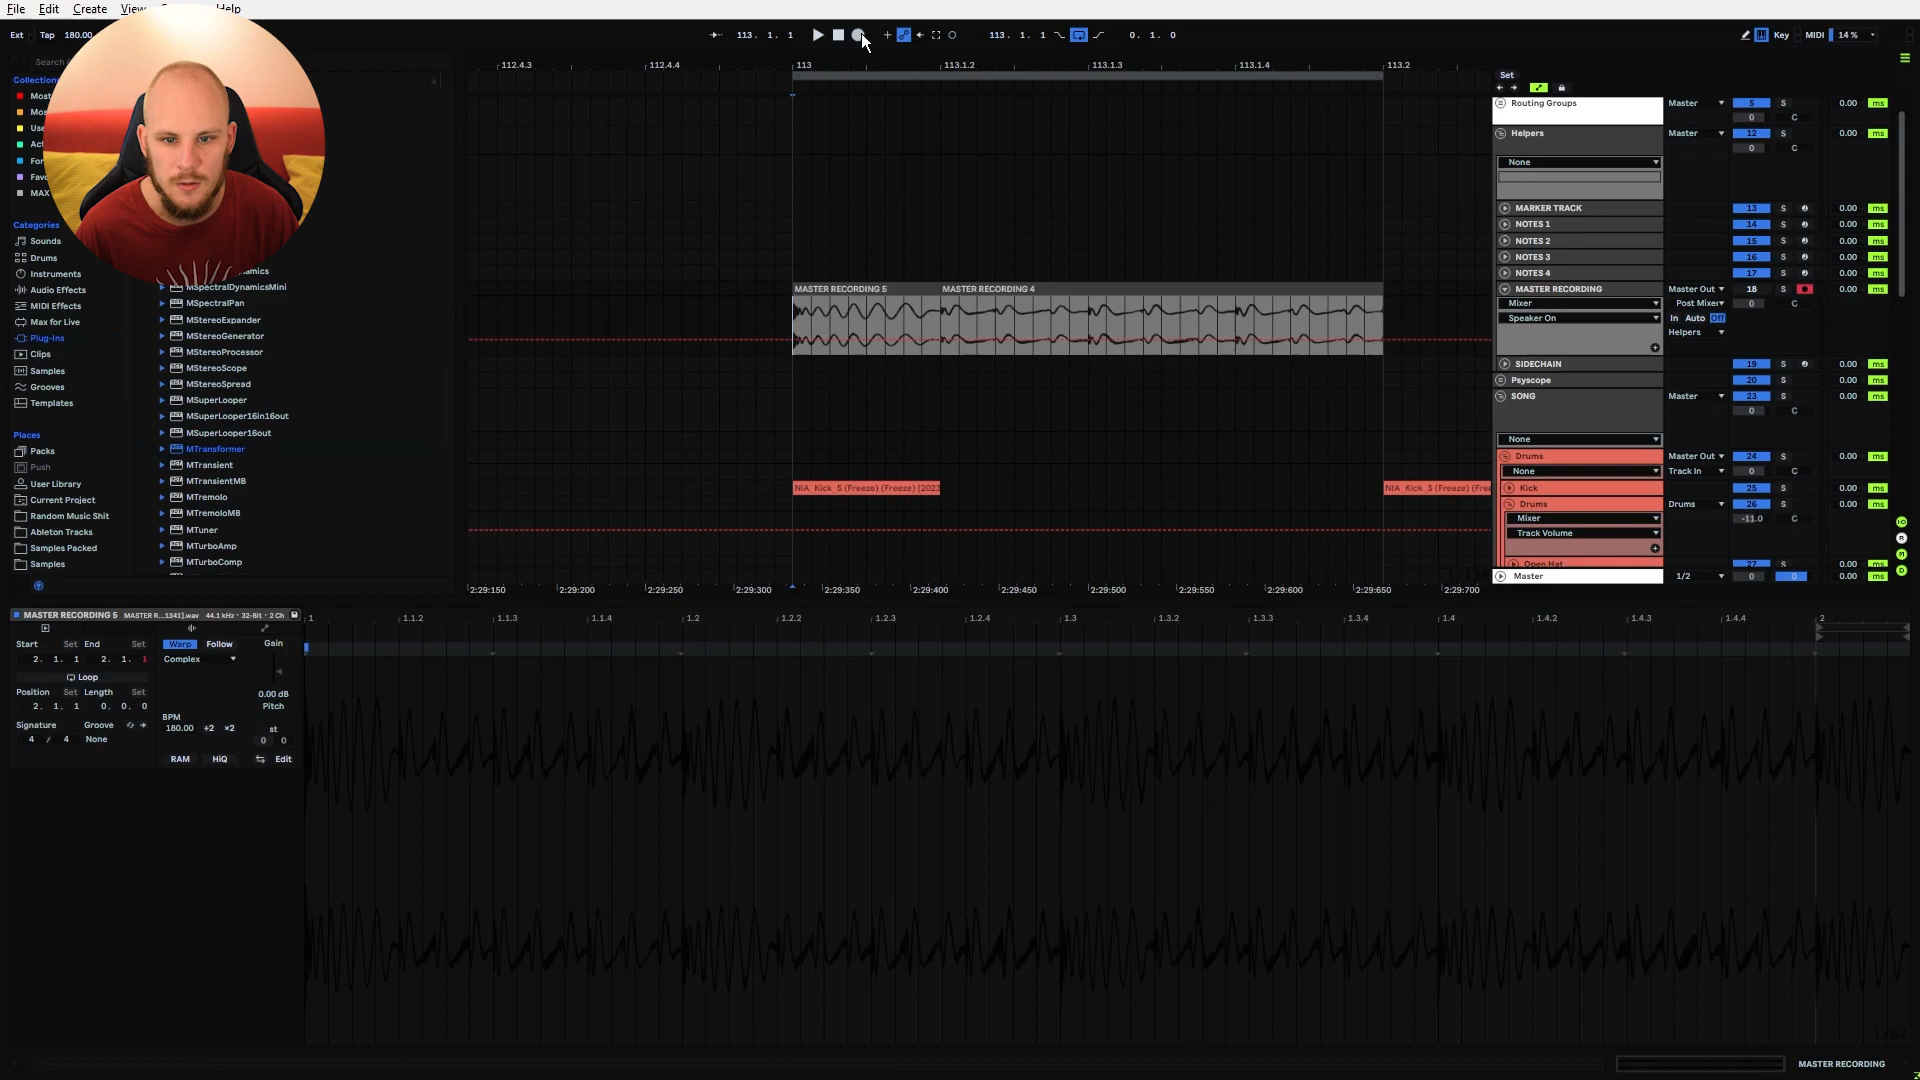 File Edit Create View Help
Ext Tap 180.00 113. 1. 1 113. 1. 1 0. 1. 0 Key MIDI 14 %
Search
Collections
Most
Mos
Use
Act
For
Favo
MAX
Categories
Sounds
Drums
Instruments
Audio Effects
MIDI Effects
Max for Live
Plug-Ins
Clips
Samples
Grooves
Templates
Places
Packs
Push
User Library
Current Project
Random Music Shit
Ableton Tracks
Samples Packed
Samples
MSpectralDynamicsMini
MSpectralPan
MStereoExpander
MStereoGenerator
MStereoProcessor
MStereoScope
MStereoSpread
MSuperLooper
MSuperLooper16in16out
MSuperLooper16out
MTransformer
MTransient
MTransientMB
MTremolo
MTremoloMB
MTuner
MTurboAmp
MTurboComp
112.4.3 112.4.4 113 113.1.2 113.1.3 113.1.4 113.2
MASTER RECORDING 5 MASTER RECORDING 4
NIA_Kick_5 (Freeze) (Freeze) [2023
NIA_Kick_5 (Freeze) (Free
2:29:150 2:29:200 2:29:250 2:29:300 2:29:350 2:29:400 2:29:450 2:29:500 2:29:550 2:29:600 2:29:650 2:29:700
Set
Routing Groups Master 5 S 0.00 ms
0 C
Helpers Master 12 S 0.00 ms
0 C
None
MARKER TRACK 13 S 0.00 ms
NOTES 1 14 S 0.00 ms
NOTES 2 15 S 0.00 ms
NOTES 3 16 S 0.00 ms
NOTES 4 17 S 0.00 ms
MASTER RECORDING Master Out 18 S 0.00 ms
Mixer Post Mixer 0 C
Speaker On In Auto Off
Helpers
SIDECHAIN 19 S 0.00 ms
Psyscope 20 S 0.00 ms
SONG Master 23 S 0.00 ms
0 C
None
Drums Master Out 24 S 0.00 ms
None Track In 0 C
Kick 25 S 0.00 ms
Drums Drums 26 S 0.00 ms
Mixer -11.0 C
Track Volume
Open Hat 27 S 0.00 ms
Master 1/2 0 0 0.00 ms
MASTER RECORDING 5 MASTER R...1341].wav 44.1 kHz · 32-Bit · 2 Ch
Start Set End Set
2. 1. 1 2. 1. 1
Loop
Position Set Length Set
2. 1. 1 0. 0. 0
Signature Groove
4 / 4 None
Warp Follow
Complex
BPM
180.00 ÷2 ×2
RAM HiQ
Gain
0.00 dB
Pitch
st
0 0
Edit
1 1.1.2 1.1.3 1.1.4 1.2 1.2.2 1.2.3 1.2.4 1.3 1.3.2 1.3.3 1.3.4 1.4 1.4.2 1.4.3 1.4.4 2
1/64
MASTER RECORDING